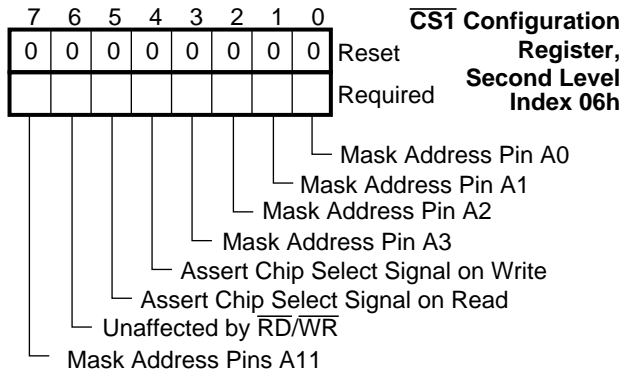 7 6 5 4 3 2 1 0
0 0 0 0 0 0 0 0 Reset
Required
CS1 Configuration
Register,
Second Level
Index 06h
Mask Address Pin A0
Mask Address Pin A1
Mask Address Pin A2
Mask Address Pin A3
Assert Chip Select Signal on Write
Assert Chip Select Signal on Read
Unaffected by RD/WR
Mask Address Pins A11